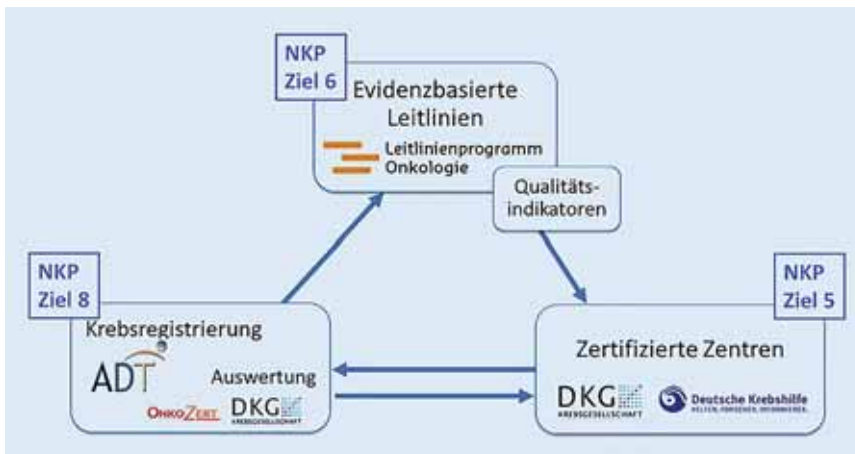 NKP
Ziel 6
Evidenzbasierte
Leitlinien
Leitlinienprogramm
Onkologie
Qualitäts-
indikatoren
NKP
Ziel 8
Krebsregistrierung
ADT
Auswertung
ONKOZERT
DKG
KREBSGESELLSCHAFT
NKP
Ziel 5
Zertifizierte Zentren
DKG
KREBSGESELLSCHAFT
Deutsche Krebshilfe
HELFEN. FORSCHEN. INFORMIEREN.